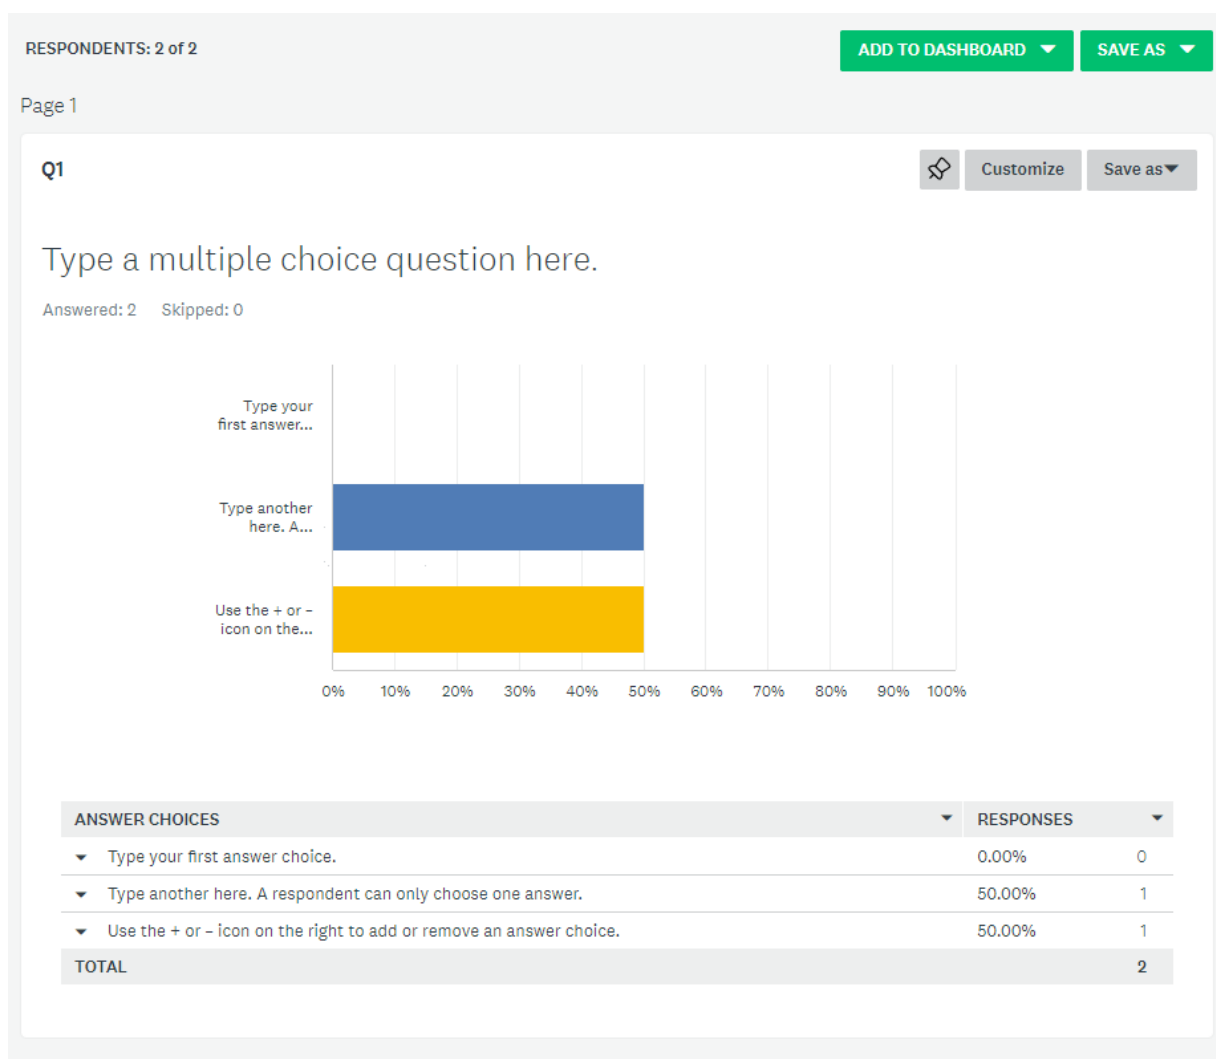 RESPONDENTS: 2 of 2
ADD TO DASHBOARD
SAVE AS
Page 1
Q1
Customize
Save as
Type a multiple choice question here.
Answered: 2 Skipped: 0
Type your
first answer...
Type another
here. A...
Use the + or –
icon on the...
0% 10% 20% 30% 40% 50% 60% 70% 80% 90% 100%
ANSWER CHOICES RESPONSES
Type your first answer choice. 0.00% 0
Type another here. A respondent can only choose one answer. 50.00% 1
Use the + or – icon on the right to add or remove an answer choice. 50.00% 1
TOTAL 2